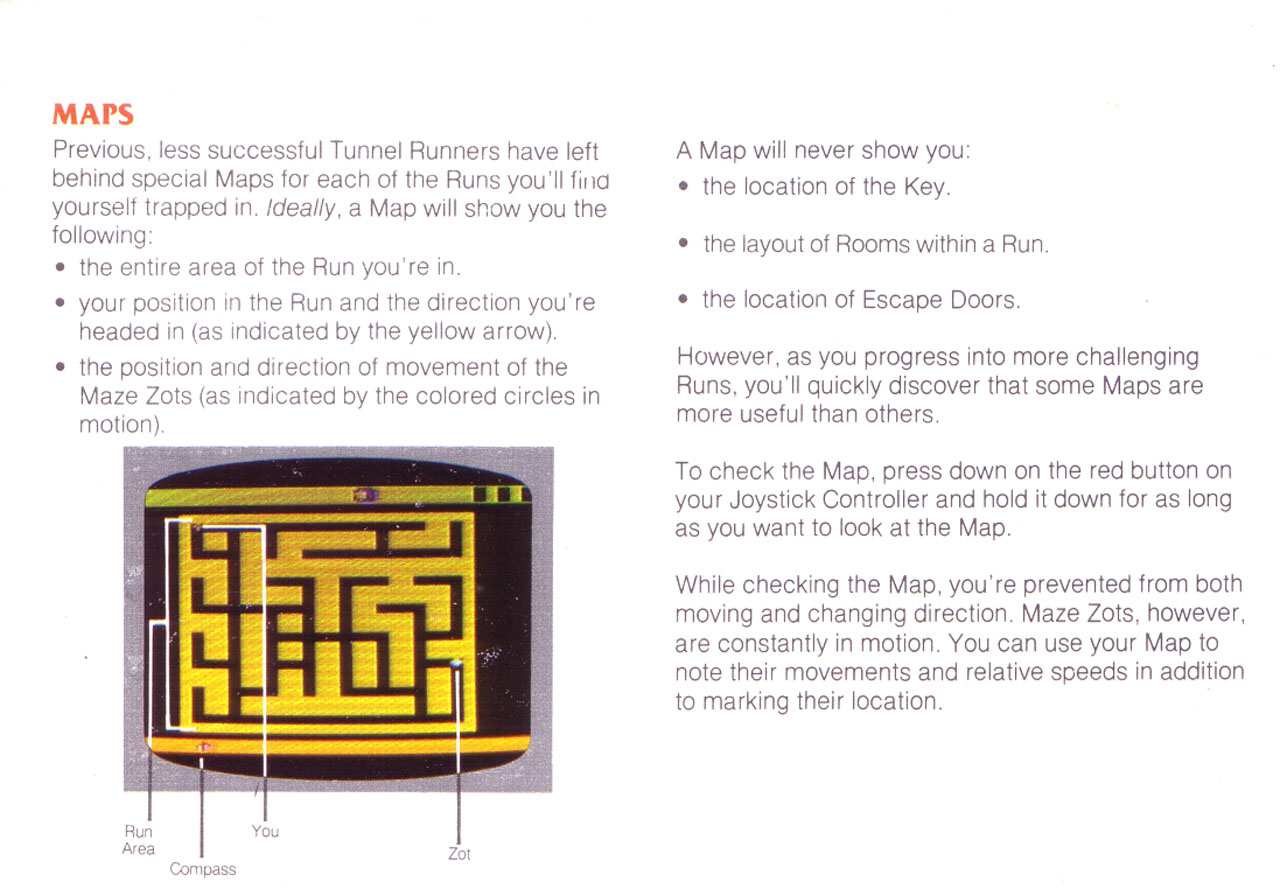 MAPS
Previous, less successful Tunnel Runners have left
behind special Maps for each of the Runs you'll find
yourself trapped in. Ideally, a Map will show you the
following:
• the entire area of the Run you're in.
• your position in the Run and the direction you're
headed in (as indicated by the yellow arrow).
• the position and direction of movement of the
Maze Zots (as indicated by the colored circles in
motion).
Run
Area
Compass
You
Zot
A Map will never show you:
• the location of the Key.
• the layout of Rooms within a Run.
• the location of Escape Doors.
However, as you progress into more challenging
Runs, you'll quickly discover that some Maps are
more useful than others.
To check the Map, press down on the red button on
your Joystick Controller and hold it down for as long
as you want to look at the Map.
While checking the Map, you're prevented from both
moving and changing direction. Maze Zots, however,
are constantly in motion. You can use your Map to
note their movements and relative speeds in addition
to marking their location.